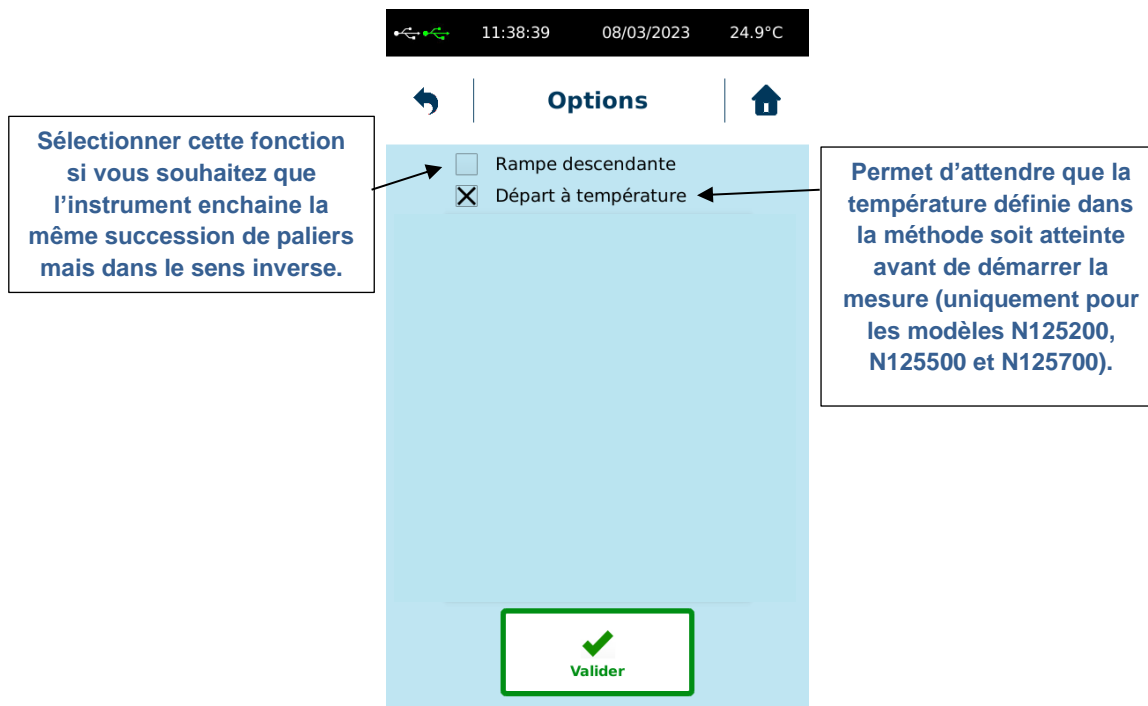 11:38:39 08/03/2023 24.9°C
Options
Sélectionner cette fonction
si vous souhaitez que
l'instrument enchaine la
même succession de paliers
mais dans le sens inverse.
Rampe descendante
Départ à température
Permet d'attendre que la
température définie dans
la méthode soit atteinte
avant de démarrer la
mesure (uniquement pour
les modèles N125200,
N125500 et N125700).
Valider